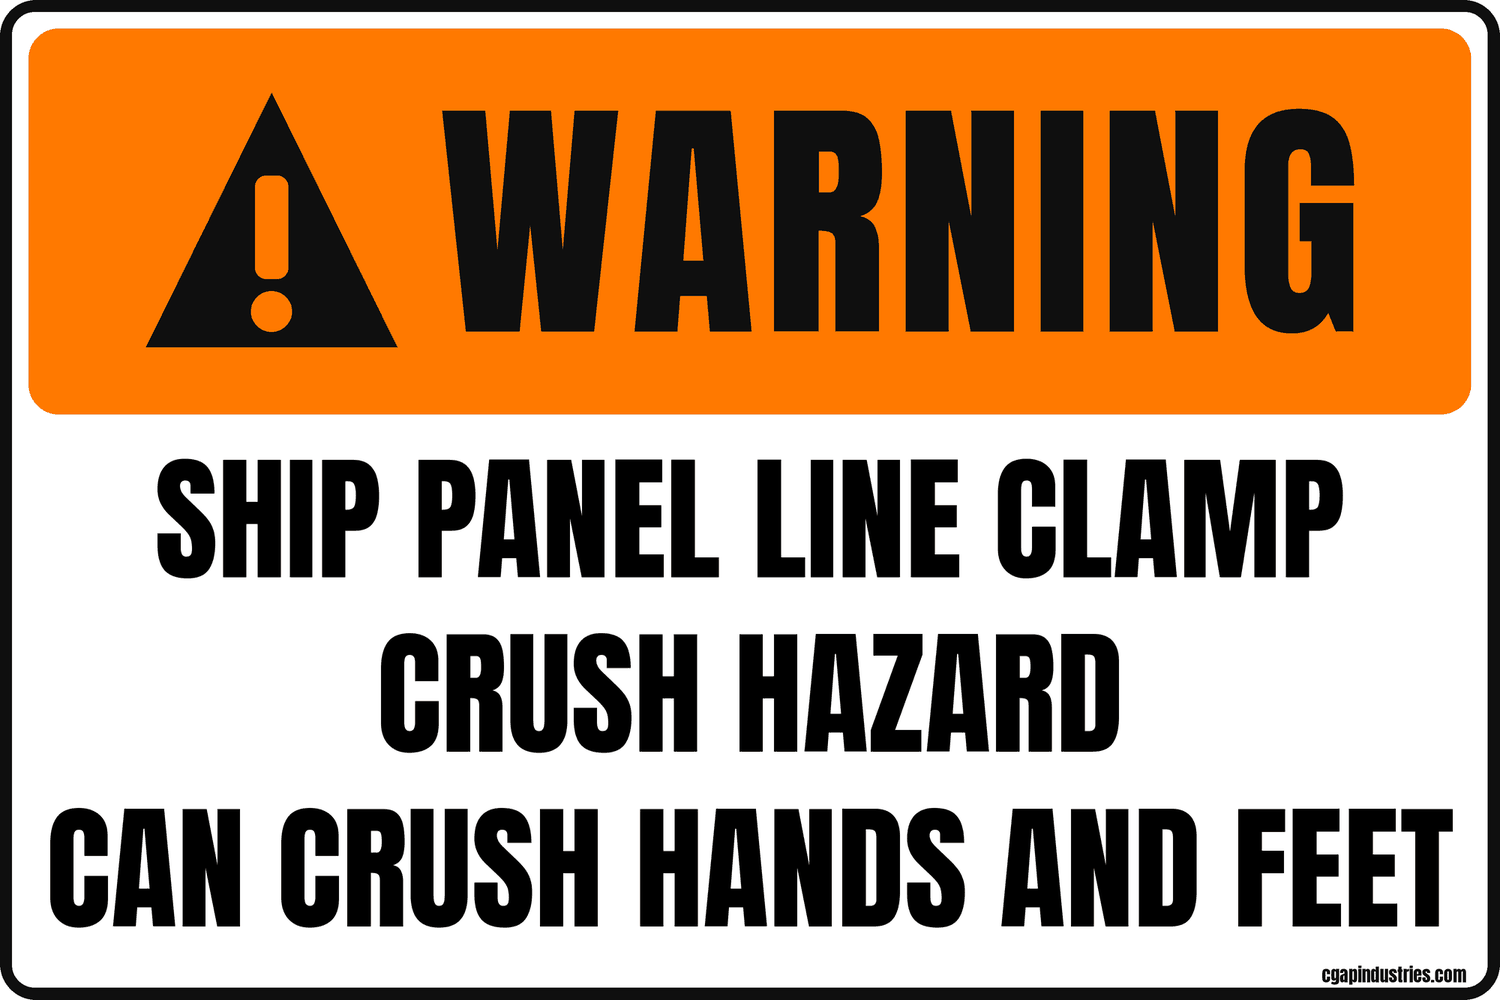 WARNING
SHIP PANEL LINE CLAMP
CRUSH HAZARD
CAN CRUSH HANDS AND FEET
cgapindustries.com